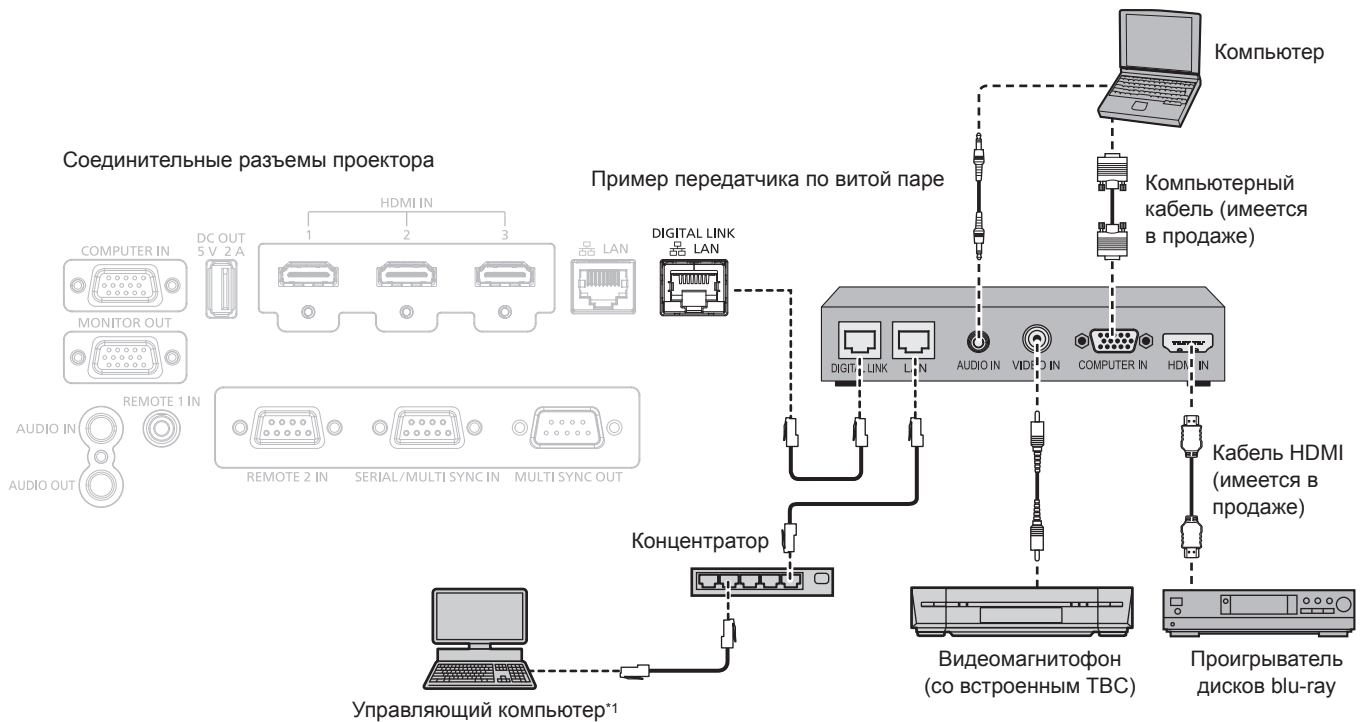 Компьютер
Соединительные разъемы проектора
Пример передатчика по витой паре
Компьютерный
кабель (имеется
в продаже)
HDMI IN
1 2 3
COMPUTER IN
DC OUT
5 V 2 A
LAN
DIGITAL LINK
LAN
MONITOR OUT
DIGITAL LINK
LAN
AUDIO IN
VIDEO IN
COMPUTER IN
HDMI IN
REMOTE 1 IN
AUDIO IN
AUDIO OUT
REMOTE 2 IN
SERIAL/MULTI SYNC IN
MULTI SYNC OUT
Кабель HDMI
(имеется в
продаже)
Концентратор
Видеомагнитофон
(со встроенным TBC)
Проигрыватель
дисков blu-ray
Управляющий компьютер*1